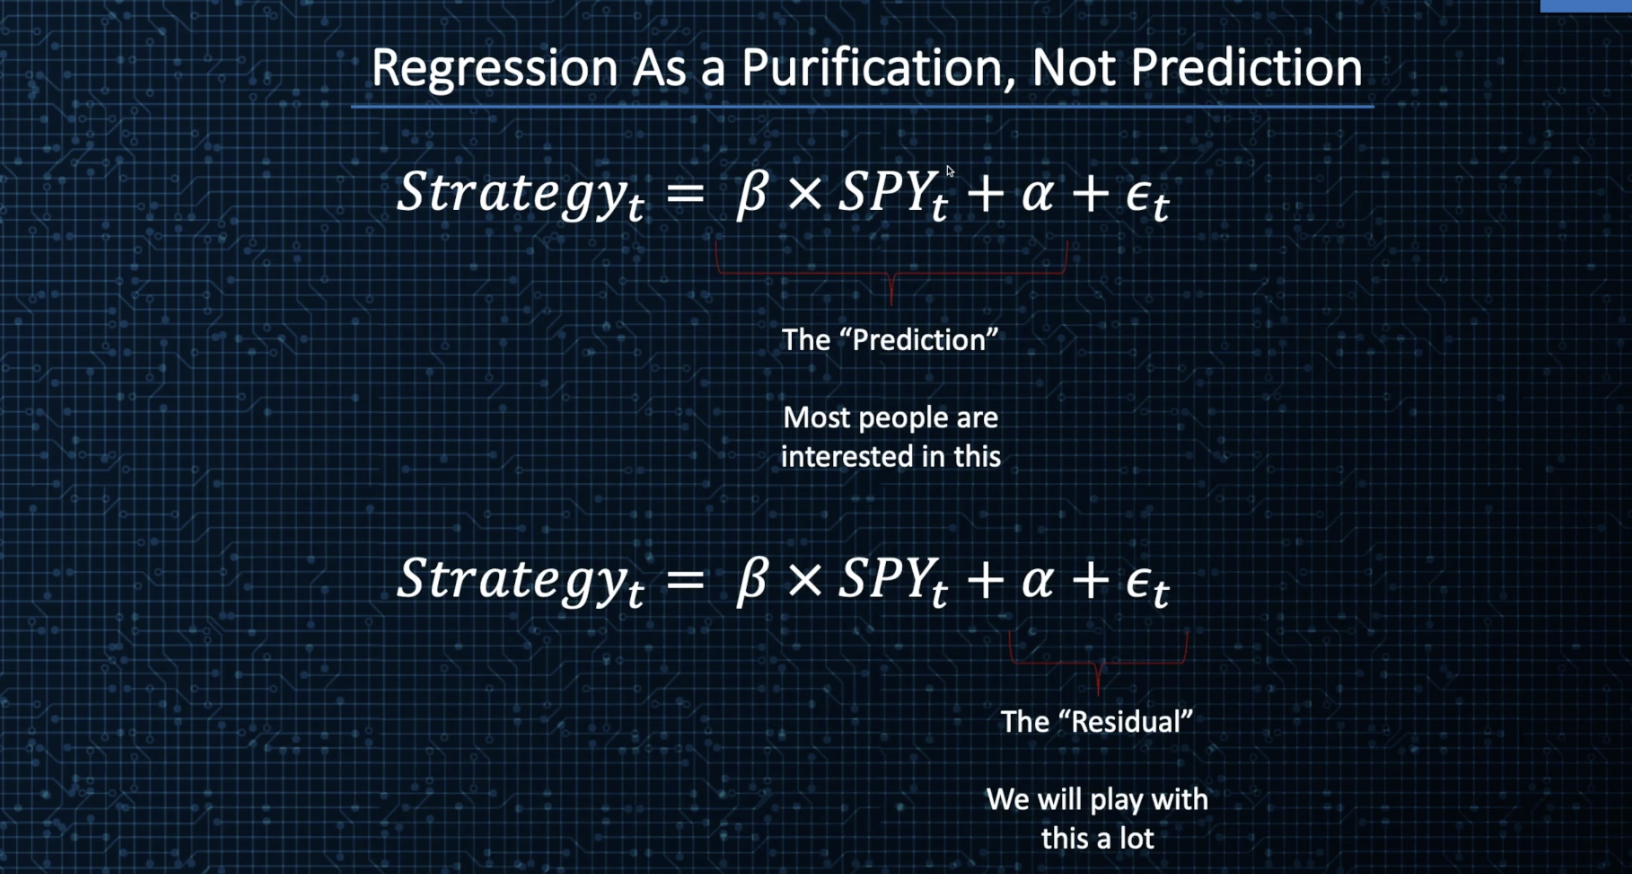 Regression As a Purification, Not Prediction
Strategyₜ = β × SPYₜ + α + ϵₜ
The “Prediction”
Most people are
interested in this
Strategyₜ = β × SPYₜ + α + ϵₜ
The “Residual”
We will play with
this a lot